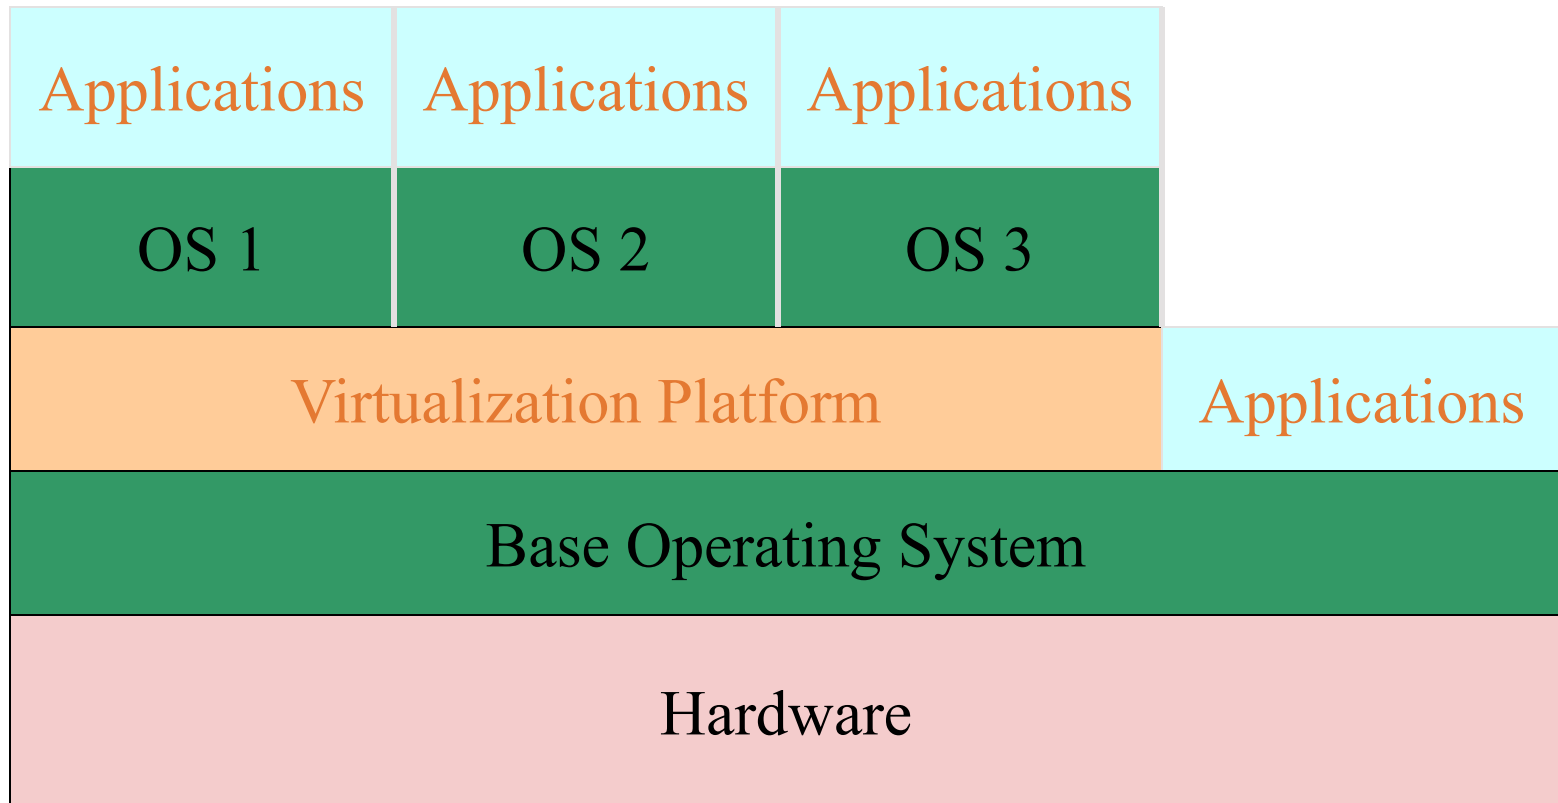 Applications
Applications
Applications
OS 1
OS 2
OS 3
Virtualization Platform
Applications
Base Operating System
Hardware